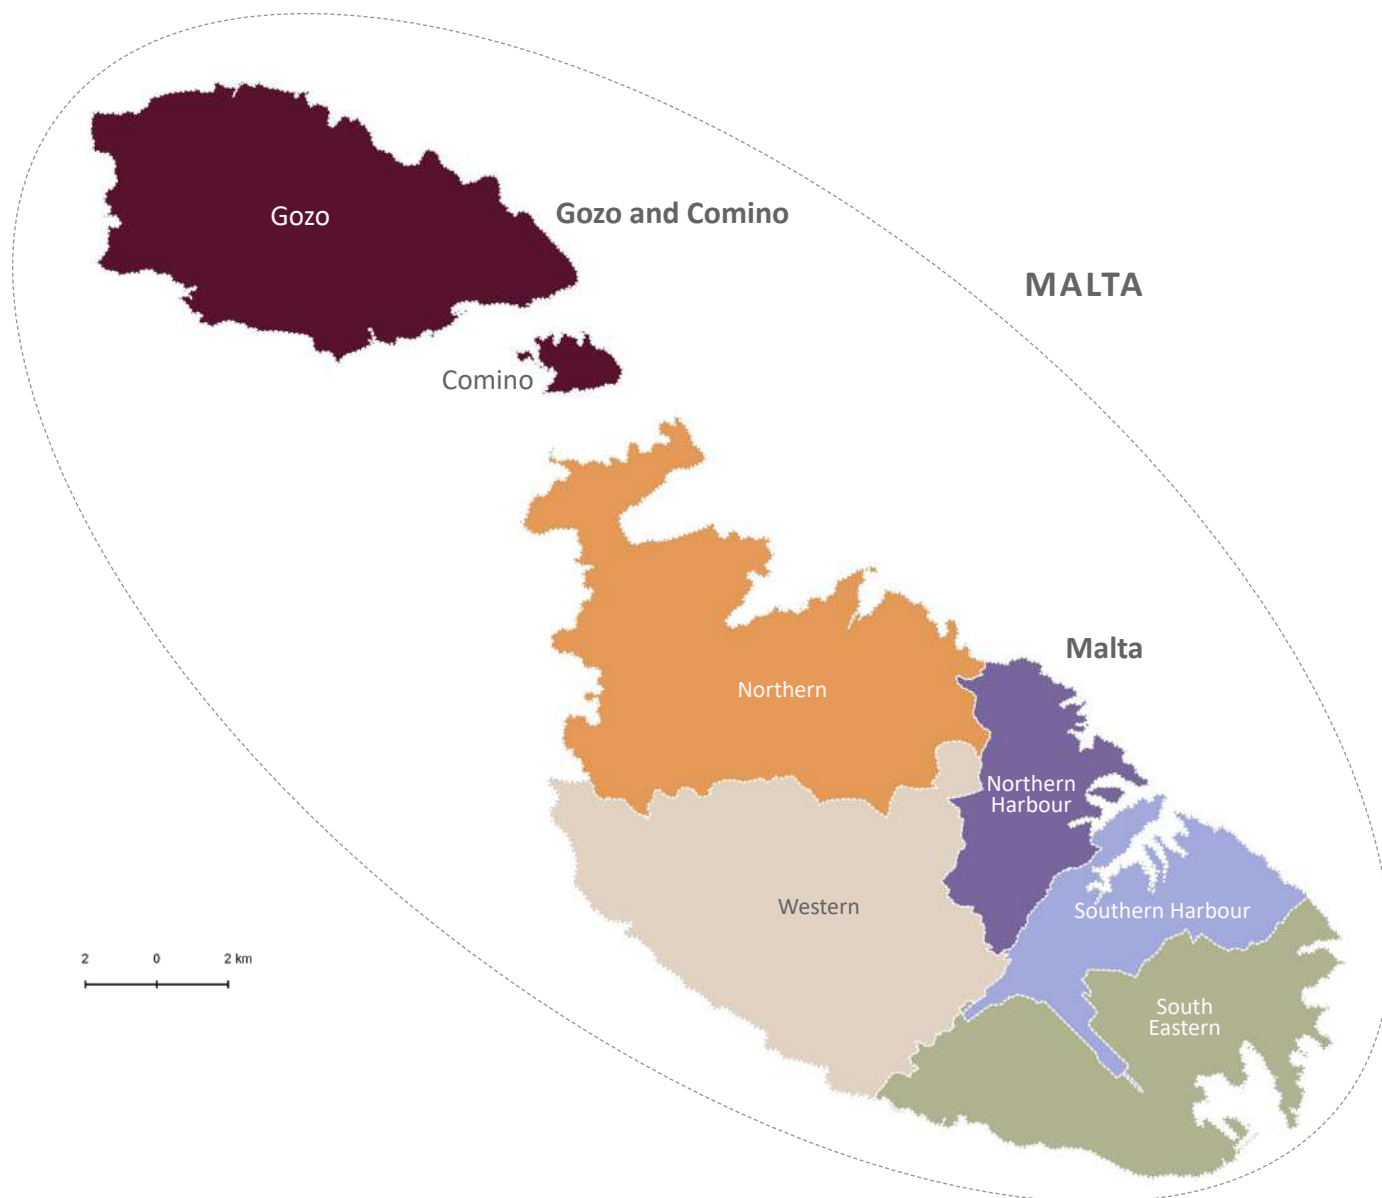 Gozo
Gozo and Comino
MALTA
Comino
Malta
Northern
Northern
Harbour
Western
Southern Harbour
2 0 2 km
South
Eastern